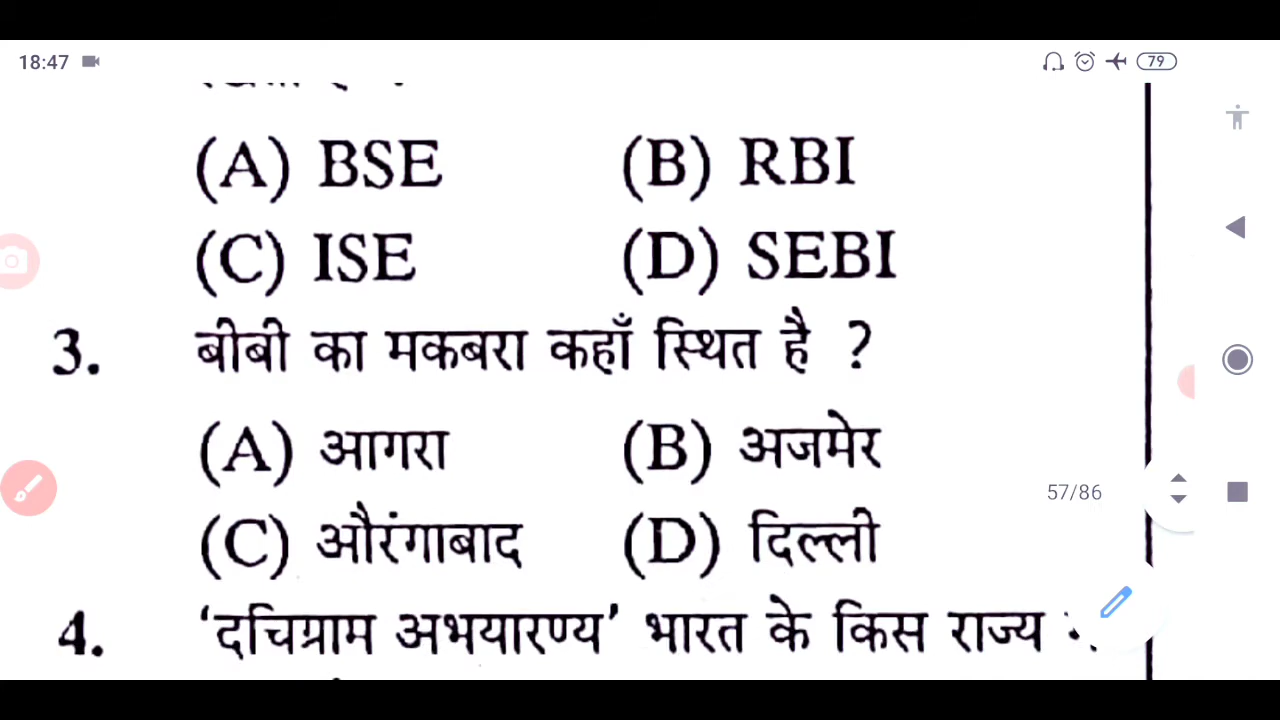 18:47 79
(A) BSE (B) RBI
(C) ISE (D) SEBI
3. बीबी का मकबरा कहाँ स्थित है ?
(A) आगरा (B) अजमेर
57/86
(C) औरंगाबाद (D) दिल्ली
4. ‘दचिग्राम अभयारण्य’ भारत के किस राज्य